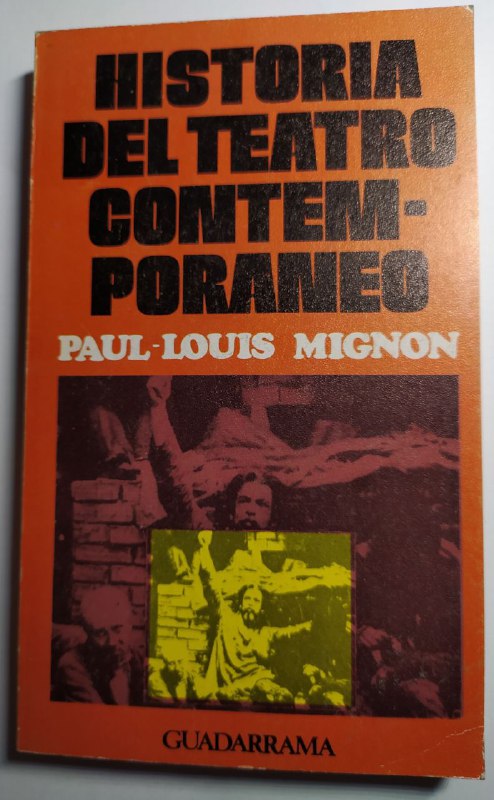 HISTORIA
DEL TEATRO
CONTEM-
PORANEO
PAUL-LOUIS MIGNON
GUADARRAMA